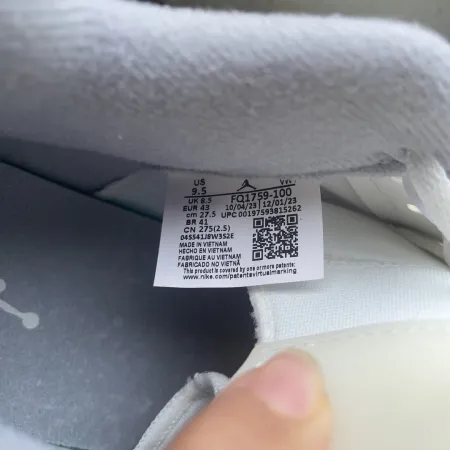 US 9.5 VN
UK 8.5 FQ1759-100
EUR 43 10/04/23 | 12/01/23
cm 27.5 UPC 00197593815262
BR 41
CN 275(2.5)
045541JBW3S2E
MADE IN VIETNAM
HECHO EN VIETNAM
FABRIQUE AU VIETNAM
FABRICADO NO VIETNÃ
This product is covered by one or more patents:
www.nike.com/patentsvirtualmarking